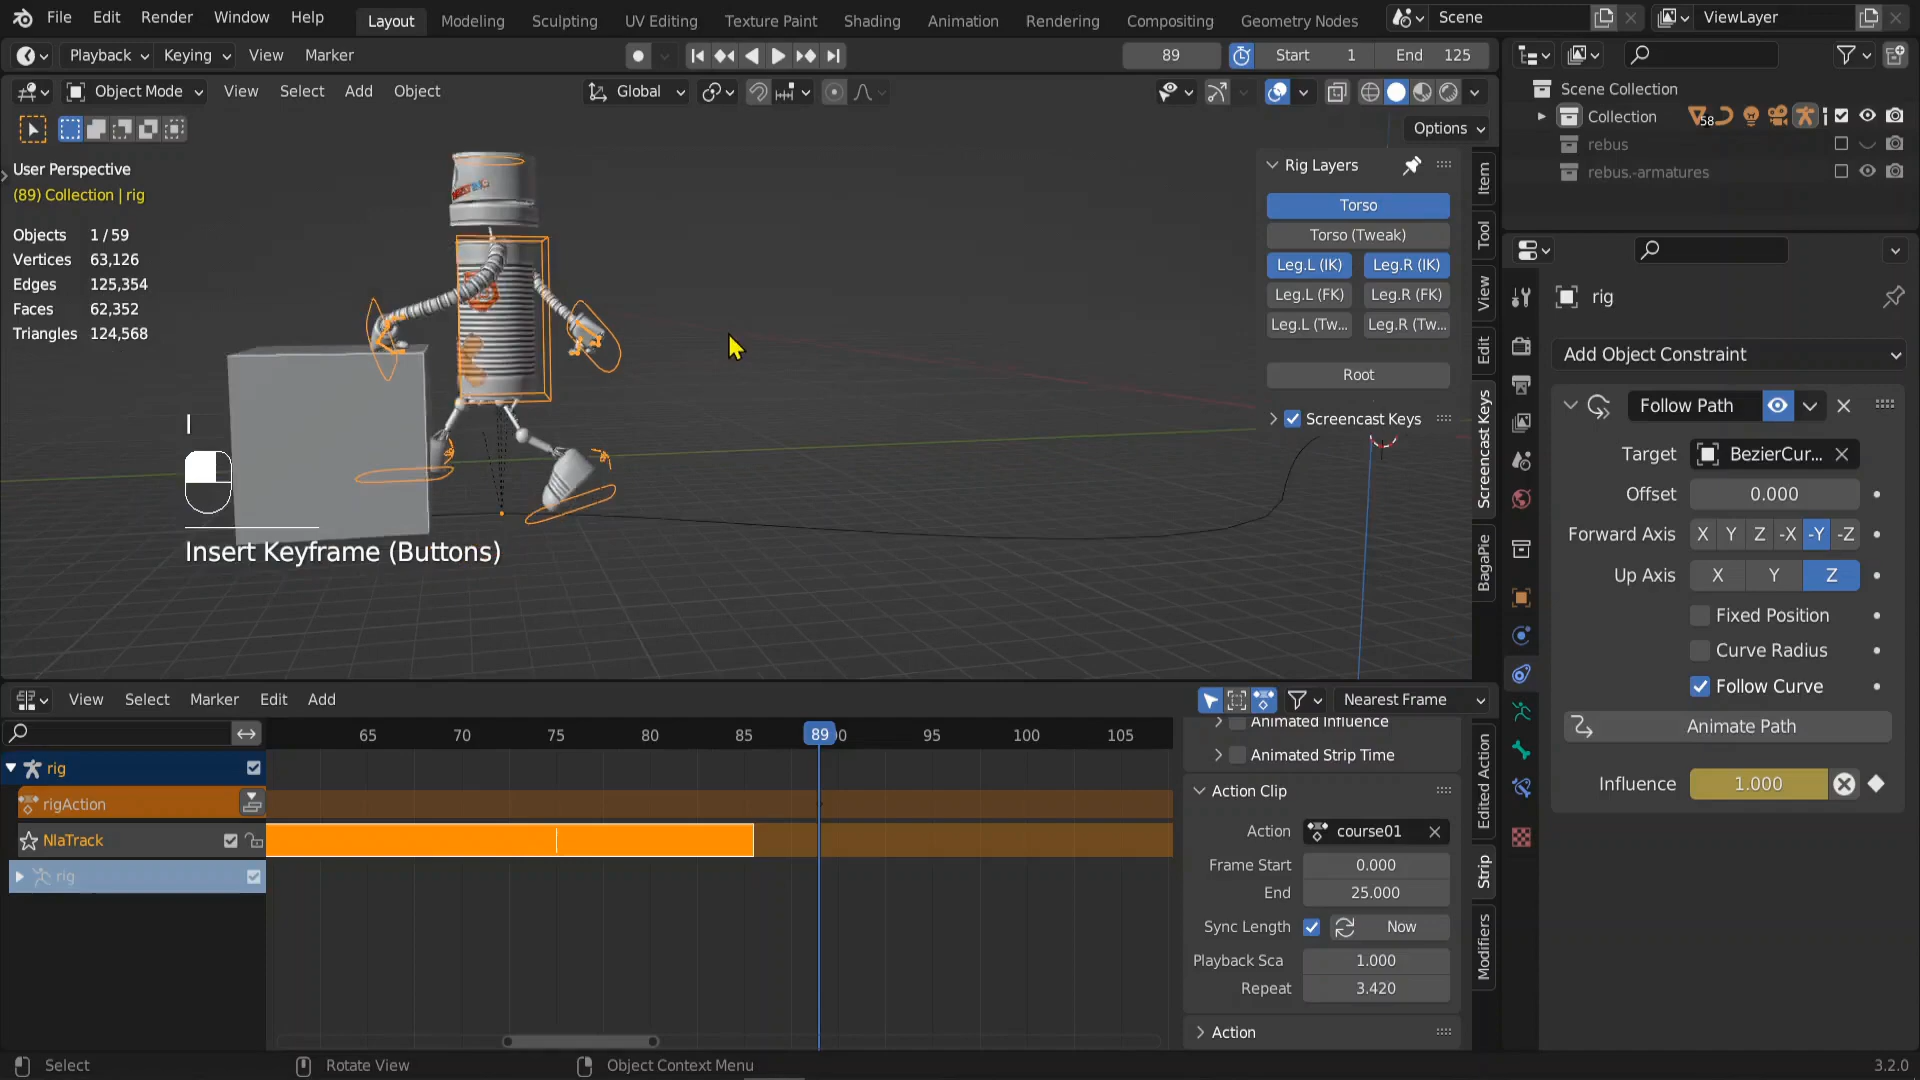 File Edit Render Window Help Layout Modeling Sculpting UV Editing Texture Paint Shading Animation Rendering Compositing Geometry Nodes Scene ViewLayer
Playback Keying View Marker 89 Start 1 End 125
Object Mode View Select Add Object Global
Options
User Perspective
(89) Collection | rig
Objects 1 / 59
Vertices 63,126
Edges 125,354
Faces 62,352
Triangles 124,568
I
Insert Keyframe (Buttons)
Rig Layers
Torso
Torso (Tweak)
Leg.L (IK) Leg.R (IK)
Leg.L (FK) Leg.R (FK)
Leg.L (Tw... Leg.R (Tw...
Root
Screencast Keys
Item
Tool
View
Edit
Screencast Keys
BagaPie
Scene Collection
Collection 58
rebus
rebus.-armatures
rig
Add Object Constraint
Follow Path
Target BezierCur...
Offset 0.000
Forward Axis X Y Z -X -Y -Z
Up Axis X Y Z
Fixed Position
Curve Radius
Follow Curve
Animate Path
Influence 1.000
View Select Marker Edit Add Nearest Frame
65 70 75 80 85 89 90 95 100 105
rig
rigAction
NlaTrack
rig
Animated Influence
Animated Strip Time
Action Clip
Action course01
Frame Start 0.000
End 25.000
Sync Length Now
Playback Sca 1.000
Repeat 3.420
Action
Edited Action
Strip
Modifiers
Select Rotate View Object Context Menu 3.2.0